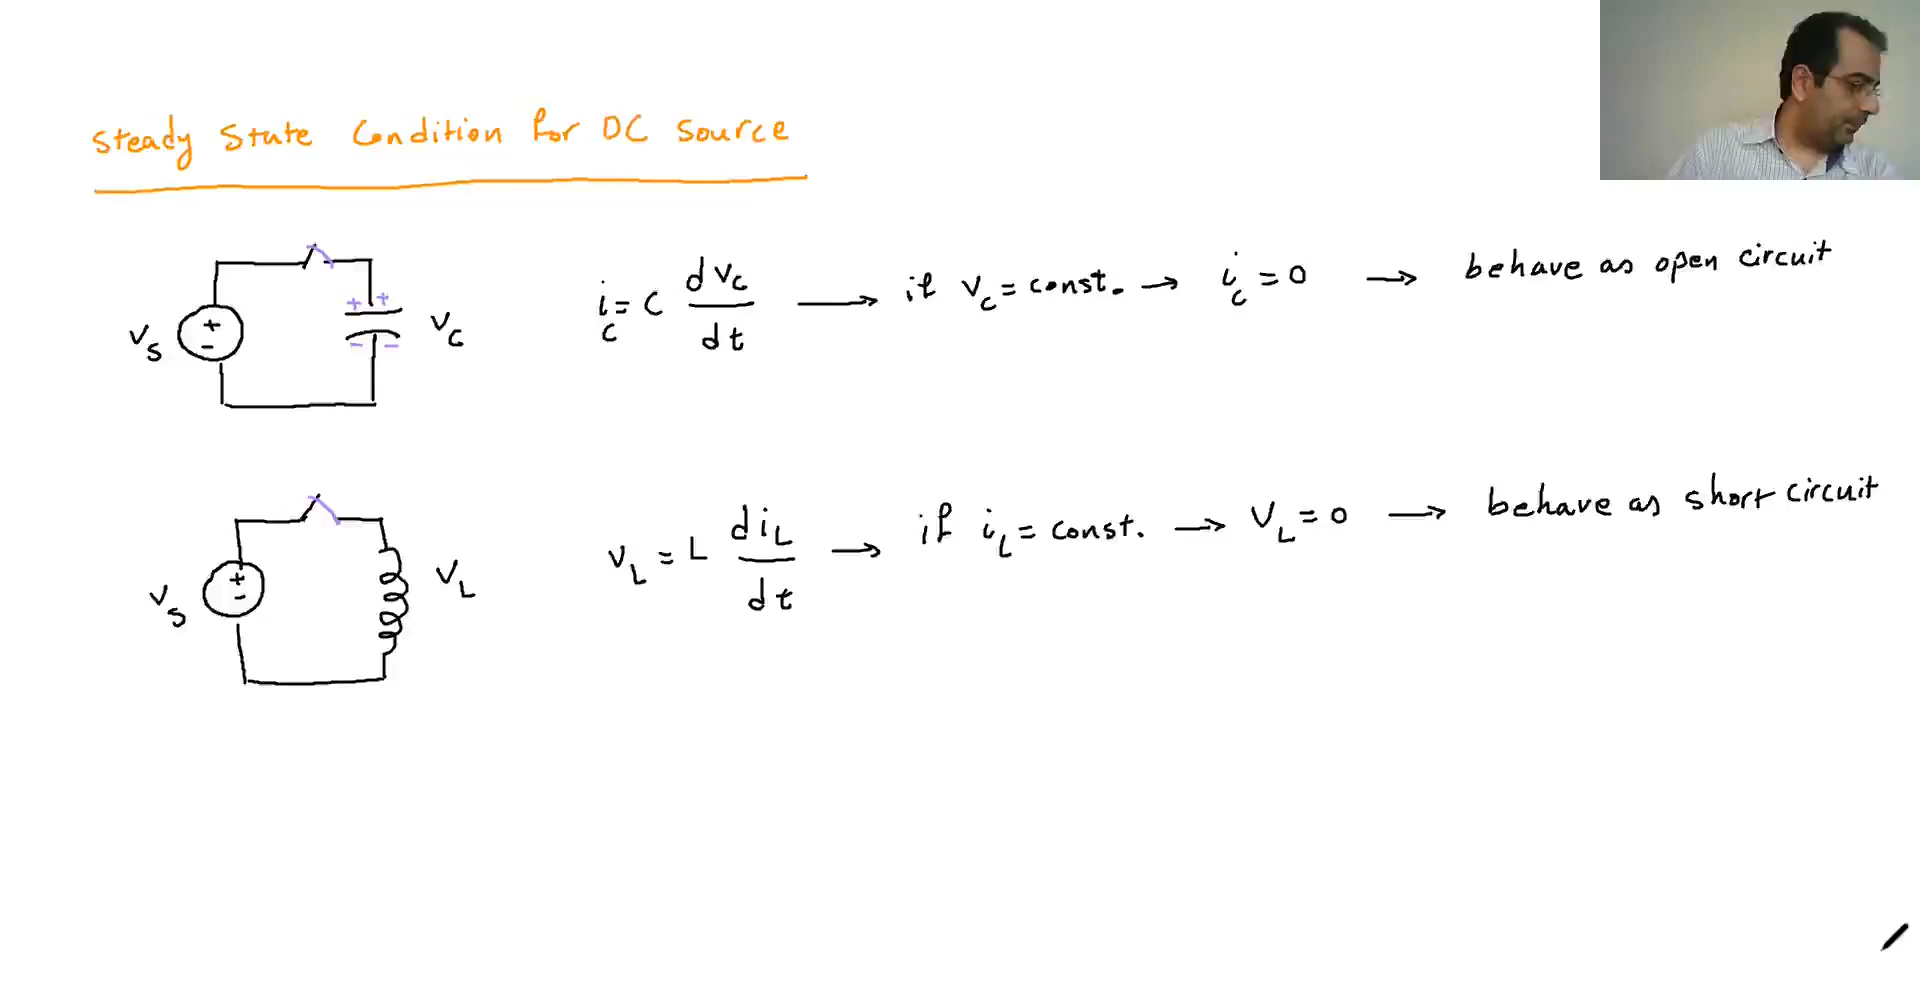 Steady State Condition for DC Source
Vs + - + + - - Vc
ic = C dvc/dt → if Vc = const. → ic = 0 → behave as open circuit
Vs + - VL
VL = L diL/dt → if iL = const. → VL = 0 → behave as short circuit